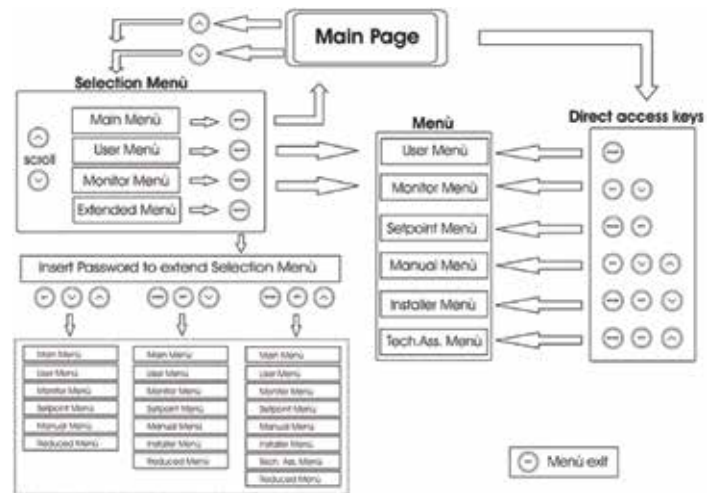 Main Page
Selection Menù
Main Menù
User Menù
Monitor Menù
Extended Menù
scroll
Menù
User Menù
Monitor Menù
Setpoint Menù
Manual Menù
Installer Menù
Tech.Ass. Menù
Direct access keys
Insert Password to extend Selection Menù
Main Menù
User Menù
Monitor Menù
Setpoint Menù
Manual Menù
Reduced Menù
Main Menù
User Menù
Monitor Menù
Setpoint Menù
Manual Menù
Installer Menù
Reduced Menù
Main Menù
User Menù
Monitor Menù
Setpoint Menù
Manual Menù
Installer Menù
Tech. Ass. Menù
Reduced Menù
Menù exit